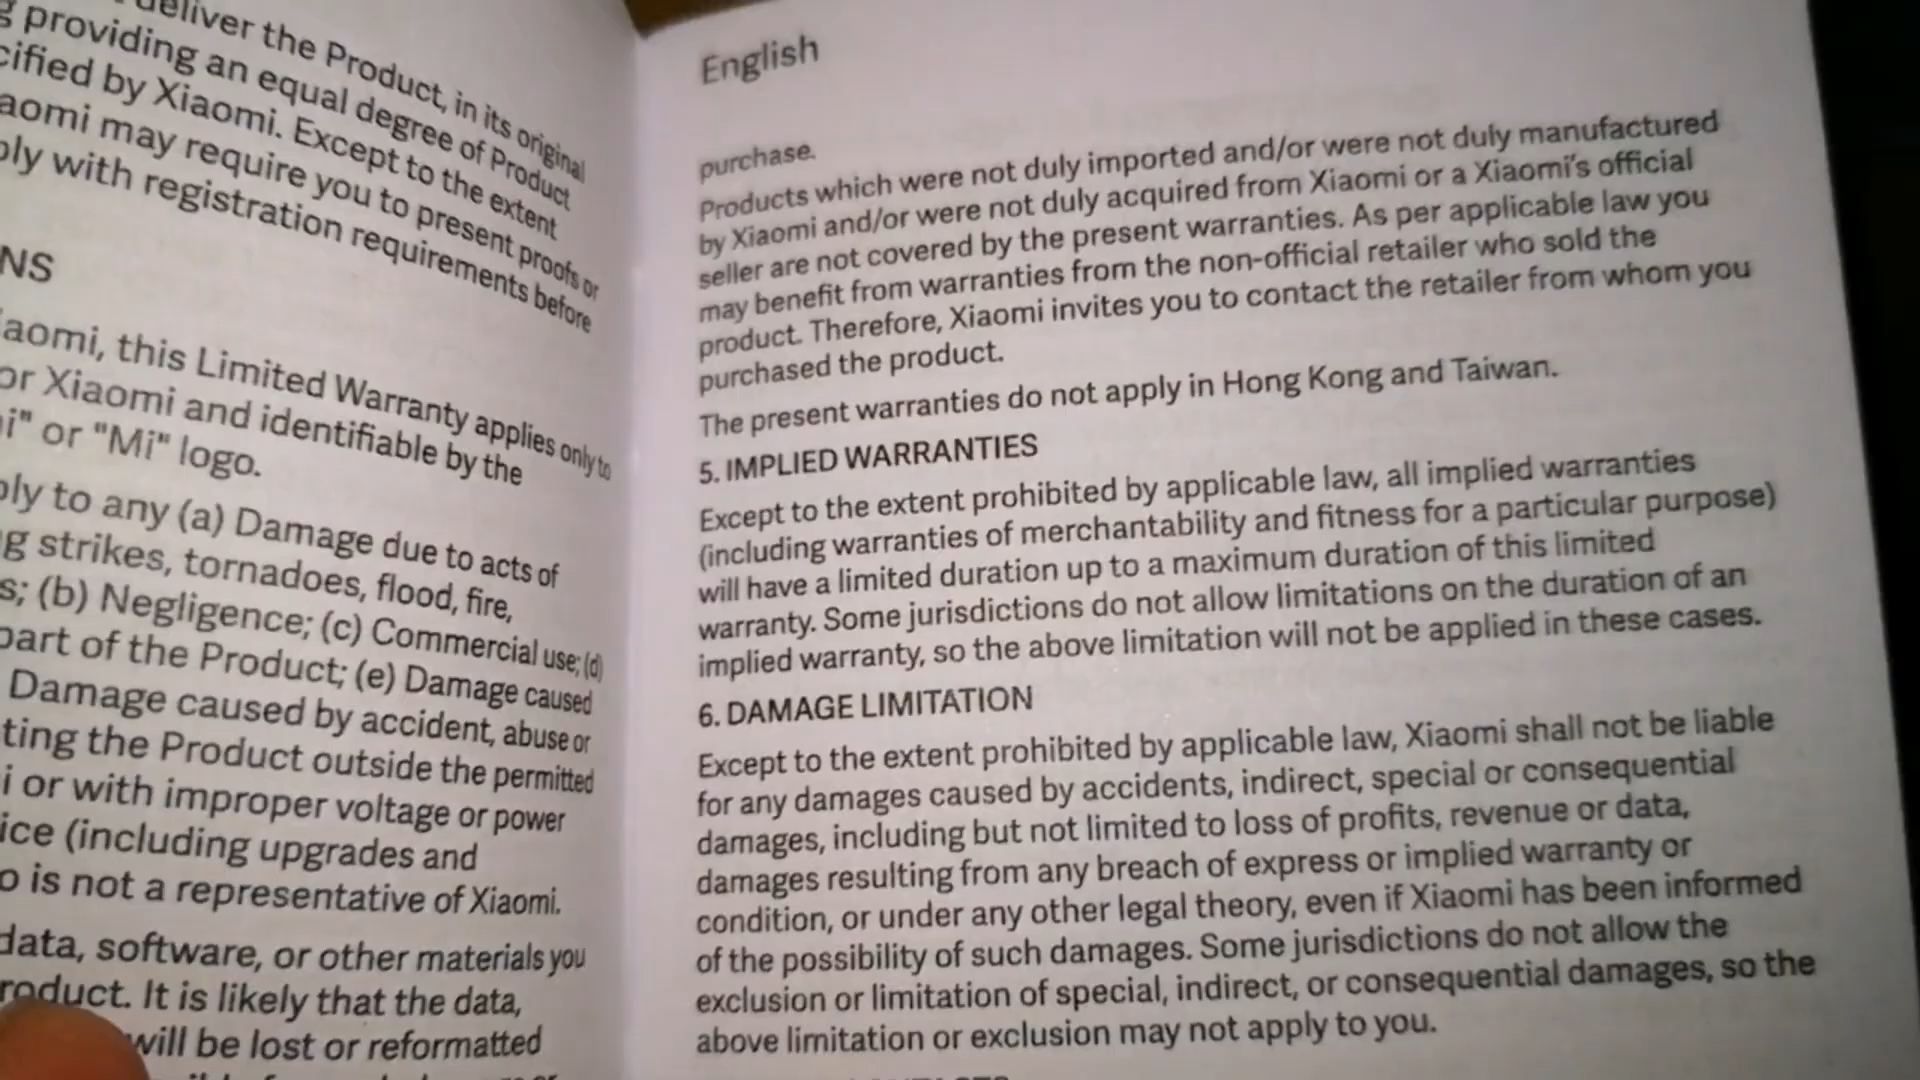 deliver the Product, in its original
providing an equal degree of Product
by Xiaomi. Except to the extent
may require you to present proofs or
with registration requirements before
NS
this Limited Warranty applies only to
or Xiaomi and identifiable by the
or "Mi" logo.
to any (a) Damage due to acts of
strikes, tornadoes, flood, fire,
(b) Negligence; (c) Commercial use; (d)
part of the Product; (e) Damage caused
Damage caused by accident, abuse or
the Product outside the permitted
or with improper voltage or power
(including upgrades and
is not a representative of Xiaomi.
data, software, or other materials you
It is likely that the data,
will be lost or reformatted
English
purchase.
Products which were not duly imported and/or were not duly manufactured
by Xiaomi and/or were not duly acquired from Xiaomi or a Xiaomi's official
seller are not covered by the present warranties. As per applicable law you
may benefit from warranties from the non-official retailer who sold the
product. Therefore, Xiaomi invites you to contact the retailer from whom you
purchased the product.
The present warranties do not apply in Hong Kong and Taiwan.
5. IMPLIED WARRANTIES
Except to the extent prohibited by applicable law, all implied warranties
(including warranties of merchantability and fitness for a particular purpose)
will have a limited duration up to a maximum duration of this limited
warranty. Some jurisdictions do not allow limitations on the duration of an
implied warranty, so the above limitation will not be applied in these cases.
6. DAMAGE LIMITATION
Except to the extent prohibited by applicable law, Xiaomi shall not be liable
for any damages caused by accidents, indirect, special or consequential
damages, including but not limited to loss of profits, revenue or data,
damages resulting from any breach of express or implied warranty or
condition, or under any other legal theory, even if Xiaomi has been informed
of the possibility of such damages. Some jurisdictions do not allow the
exclusion or limitation of special, indirect, or consequential damages, so the
above limitation or exclusion may not apply to you.